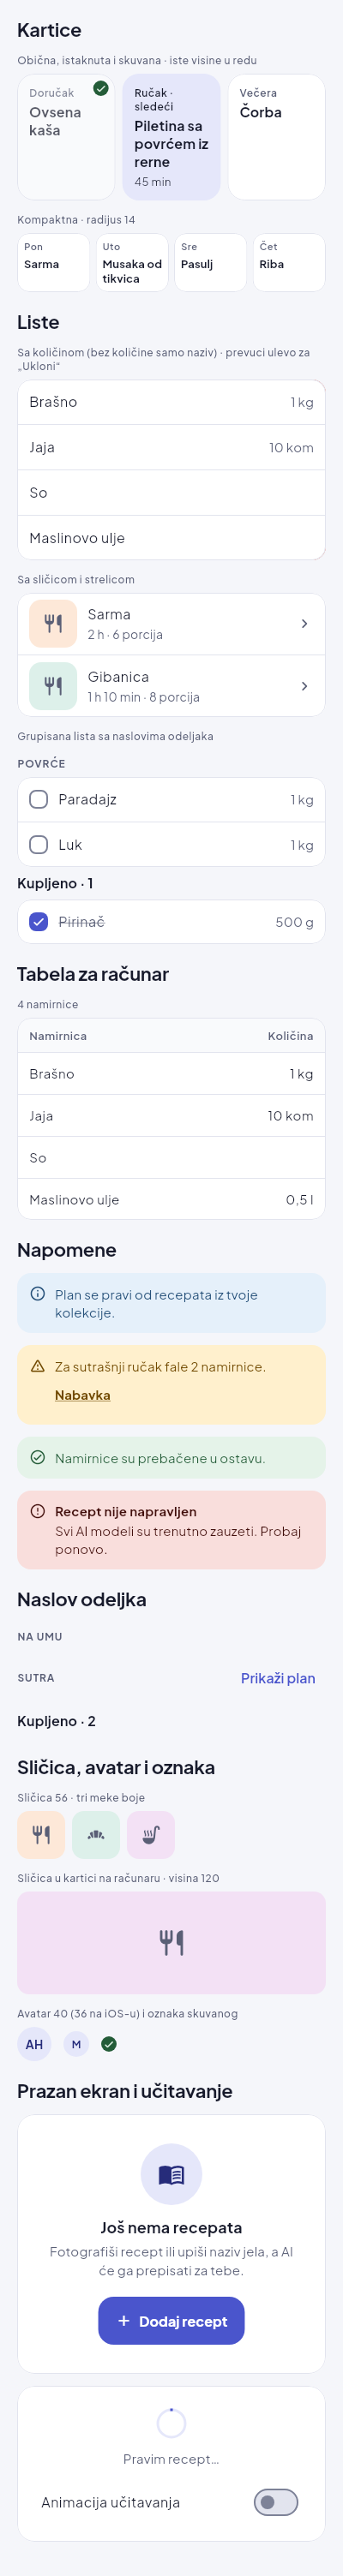 Kartice
Obična, istaknuta i skuvana · iste visine u redu
Doručak
Ovsena
kaša
Ručak ·
sledeći
Piletina sa
povrćem iz
rerne
45 min
Večera
Čorba
Kompaktna · radijus 14
Pon
Sarma
Uto
Musaka od
tikvica
Sre
Pasulj
Čet
Riba
Liste
Sa količinom (bez količine samo naziv) · prevuci ulevo za
„Ukloni“
Brašno 1 kg
Jaja 10 kom
So
Maslinovo ulje
Sa sličicom i strelicom
Sarma
2 h · 6 porcija
Gibanica
1 h 10 min · 8 porcija
Grupisana lista sa naslovima odeljaka
POVRĆE
Paradajz 1 kg
Luk 1 kg
Kupljeno · 1
Pirinač 500 g
Tabela za računar
4 namirnice
Namirnica Količina
Brašno 1 kg
Jaja 10 kom
So
Maslinovo ulje 0,5 l
Napomene
Plan se pravi od recepata iz tvoje
kolekcije.
Za sutrašnji ručak fale 2 namirnice.
Nabavka
Namirnice su prebačene u ostavu.
Recept nije napravljen
Svi AI modeli su trenutno zauzeti. Probaj
ponovo.
Naslov odeljka
NA UMU
SUTRA Prikaži plan
Kupljeno · 2
Sličica, avatar i oznaka
Sličica 56 · tri meke boje
Sličica u kartici na računaru · visina 120
Avatar 40 (36 na iOS-u) i oznaka skuvanog
AH M
Prazan ekran i učitavanje
Još nema recepata
Fotografiši recept ili upiši naziv jela, a AI
će ga prepisati za tebe.
Dodaj recept
Pravim recept…
Animacija učitavanja